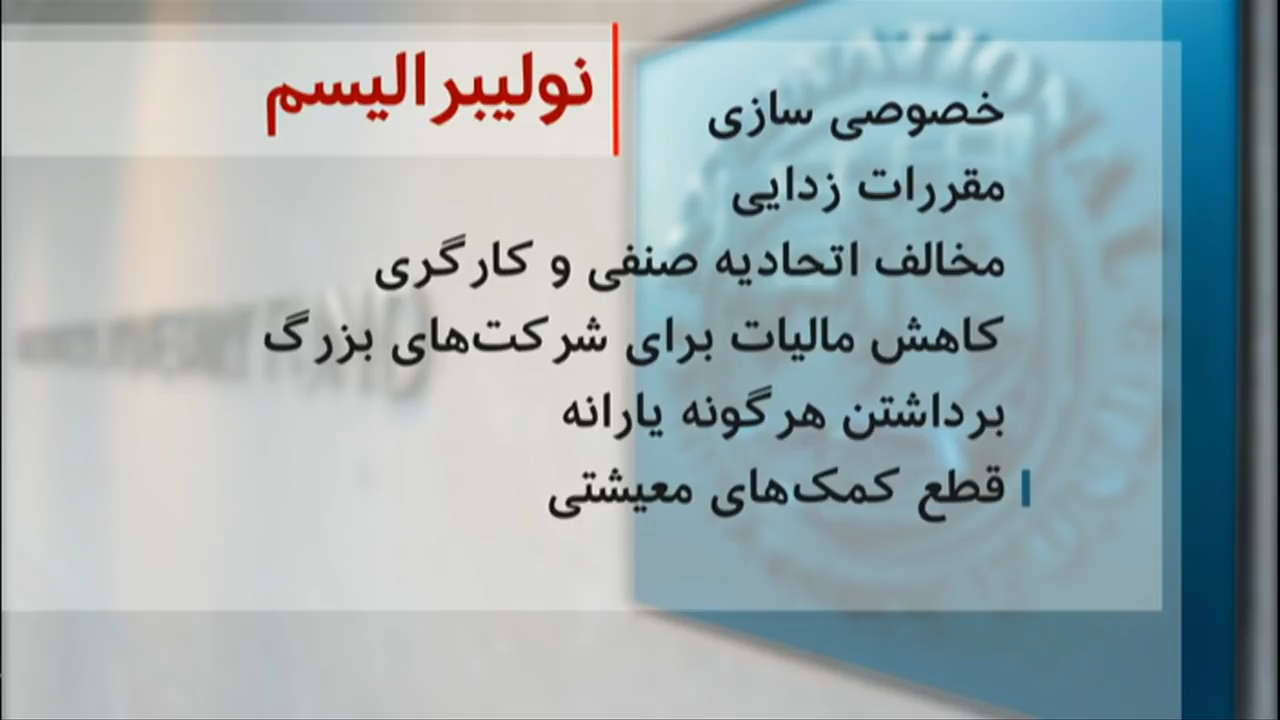 نولیبرالیسم
خصوصی سازی
مقررات زدایی
مخالف اتحادیه صنفی و کارگری
کاهش مالیات برای شرکت‌های بزرگ
برداشتن هرگونه یارانه
قطع کمک‌های معیشتی